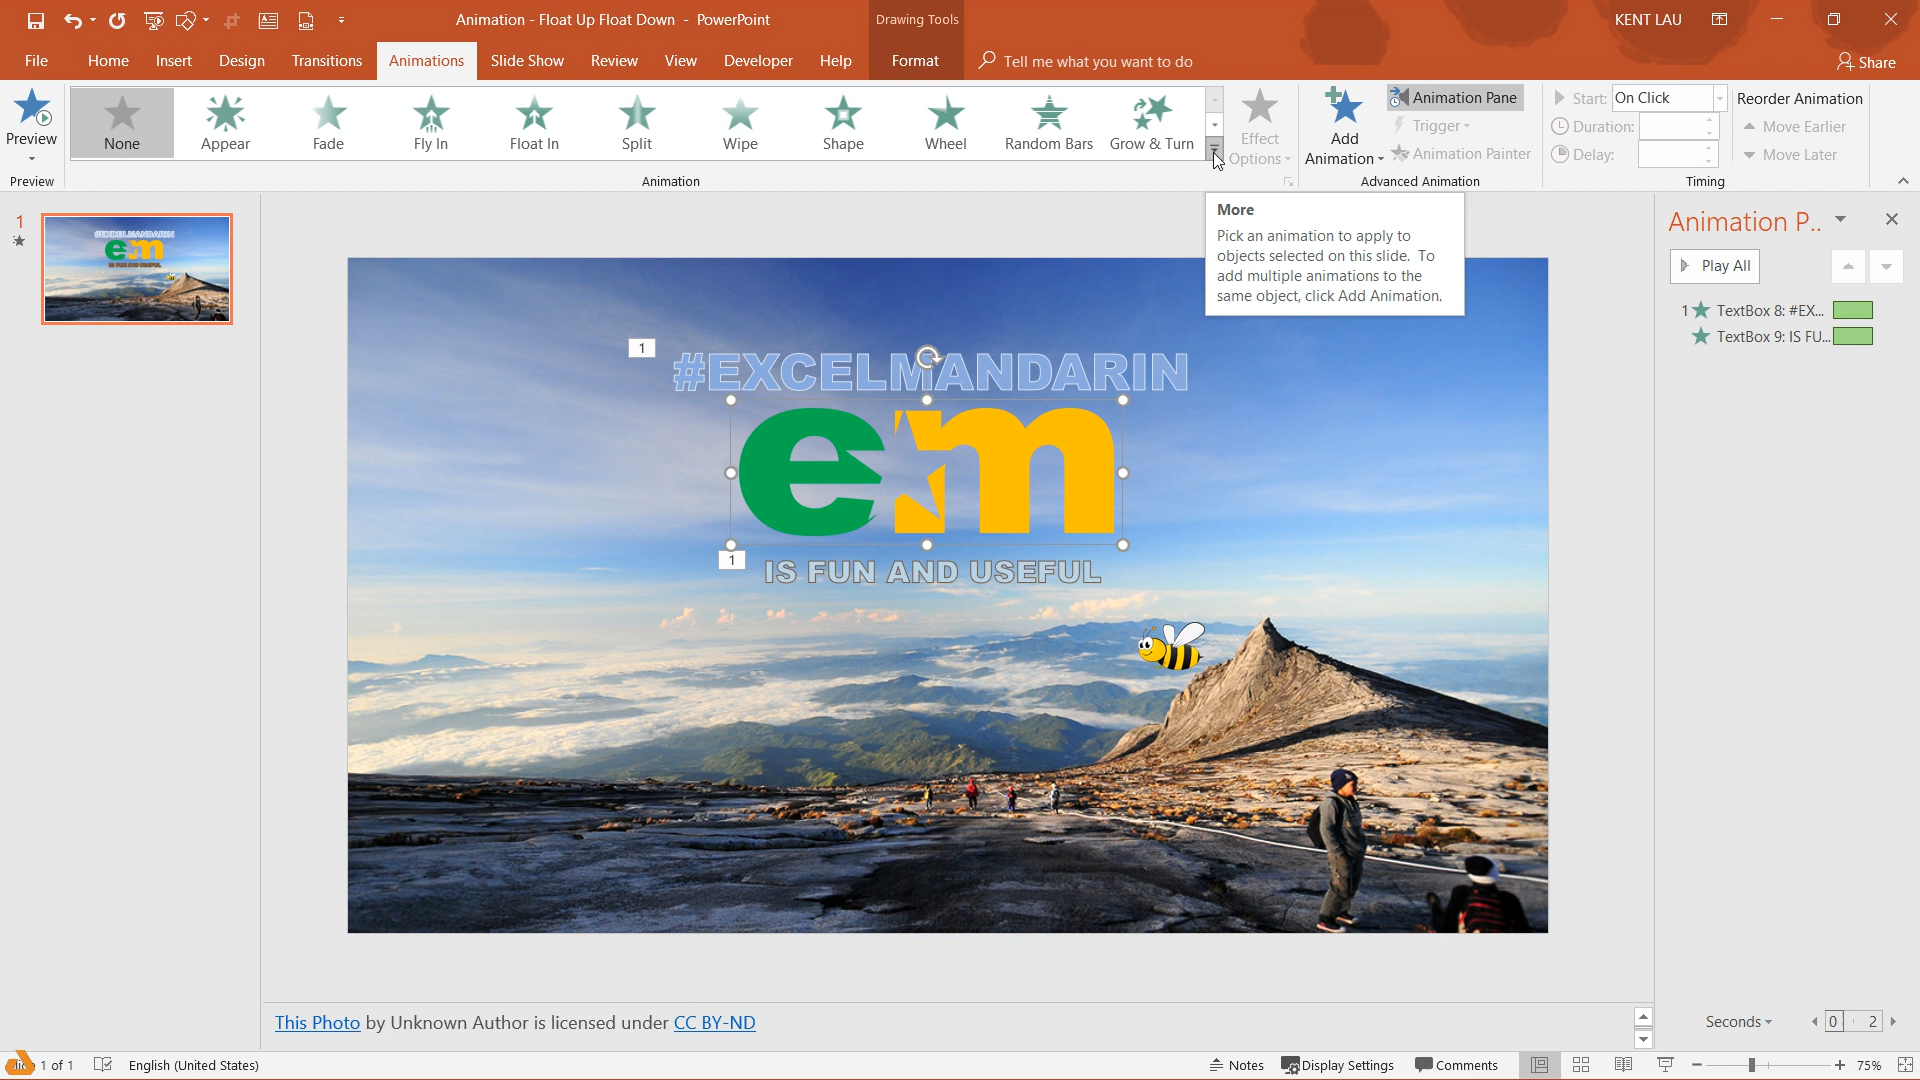 Animation - Float Up Float Down - PowerPoint
Drawing Tools
KENT LAU
File
Home
Insert
Design
Transitions
Animations
Slide Show
Review
View
Developer
Help
Format
Tell me what you want to do
Share
Preview
None
Appear
Fade
Fly In
Float In
Split
Wipe
Shape
Wheel
Random Bars
Grow & Turn
Effect
Options
Add
Animation
Animation Pane
Trigger
Animation Painter
Start:
On Click
Duration:
Delay:
Reorder Animation
Move Earlier
Move Later
Preview
Animation
Advanced Animation
Timing
More
Pick an animation to apply to
objects selected on this slide. To
add multiple animations to the
same object, click Add Animation.
1
#EXCELMANDARIN
em
IS FUN AND USEFUL
Animation P..
Play All
1 TextBox 8: #EX...
TextBox 9: IS FU...
1
#EXCELMANDARIN
em
1
IS FUN AND USEFUL
This Photo by Unknown Author is licensed under CC BY-ND
Seconds
0
2
1 of 1
English (United States)
Notes
Display Settings
Comments
75%